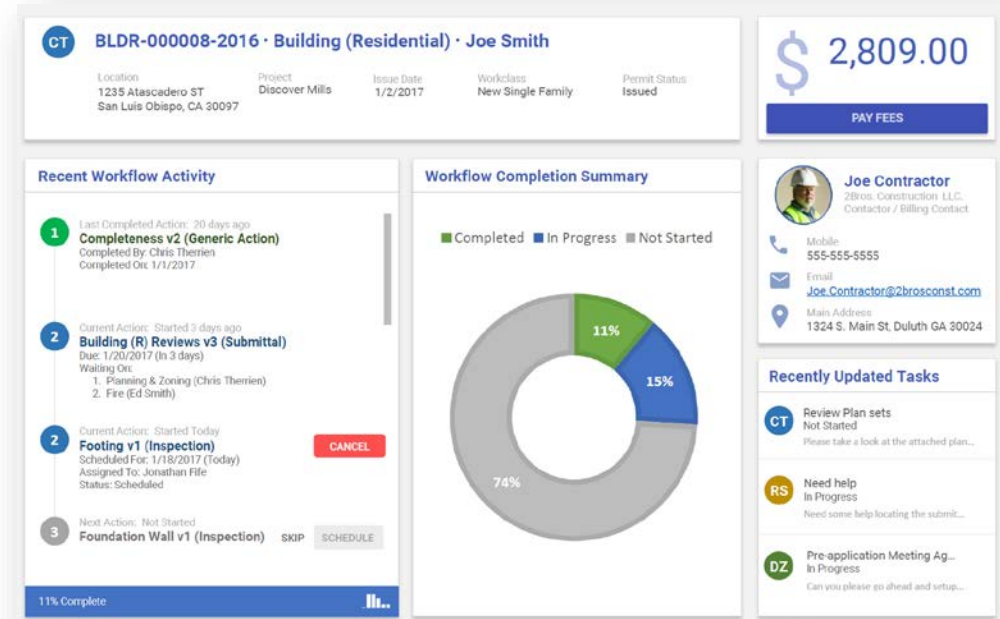 CT
BLDR-000008-2016 · Building (Residential) · Joe Smith
Location
1235 Atascadero ST
San Luis Obispo, CA 30097
Project
Discover Mills
Issue Date
1/2/2017
Workclass
New Single Family
Permit Status
Issued
$ 2,809.00
PAY FEES
Recent Workflow Activity
1
Last Completed Action: 20 days ago
Completeness v2 (Generic Action)
Completed By: Chris Therrien
Completed On: 1/1/2017
2
Current Action: Started 3 days ago
Building (R) Reviews v3 (Submittal)
Due: 1/20/2017 (In 3 days)
Waiting On:
1. Planning & Zoning (Chris Therrien)
2. Fire (Ed Smith)
2
Current Action: Started Today
Footing v1 (Inspection)
Scheduled For: 1/18/2017 (Today)
Assigned To: Jonathan Fife
Status: Scheduled
CANCEL
3
Next Action: Not Started
Foundation Wall v1 (Inspection)
SKIP
SCHEDULE
11% Complete
Workflow Completion Summary
Completed In Progress Not Started
11%
15%
74%
Joe Contractor
2Bros. Construction LLC.
Contactor / Billing Contact
Mobile
555-555-5555
Email
Joe.Contractor@2brosconst.com
Main Address
1324 S. Main St, Duluth GA 30024
Recently Updated Tasks
CT
Review Plan sets
Not Started
Please take a look at the attached plan...
RS
Need help
In Progress
Need some help locating the submit...
DZ
Pre-application Meeting Ag...
In Progress
Can you please go ahead and setup...